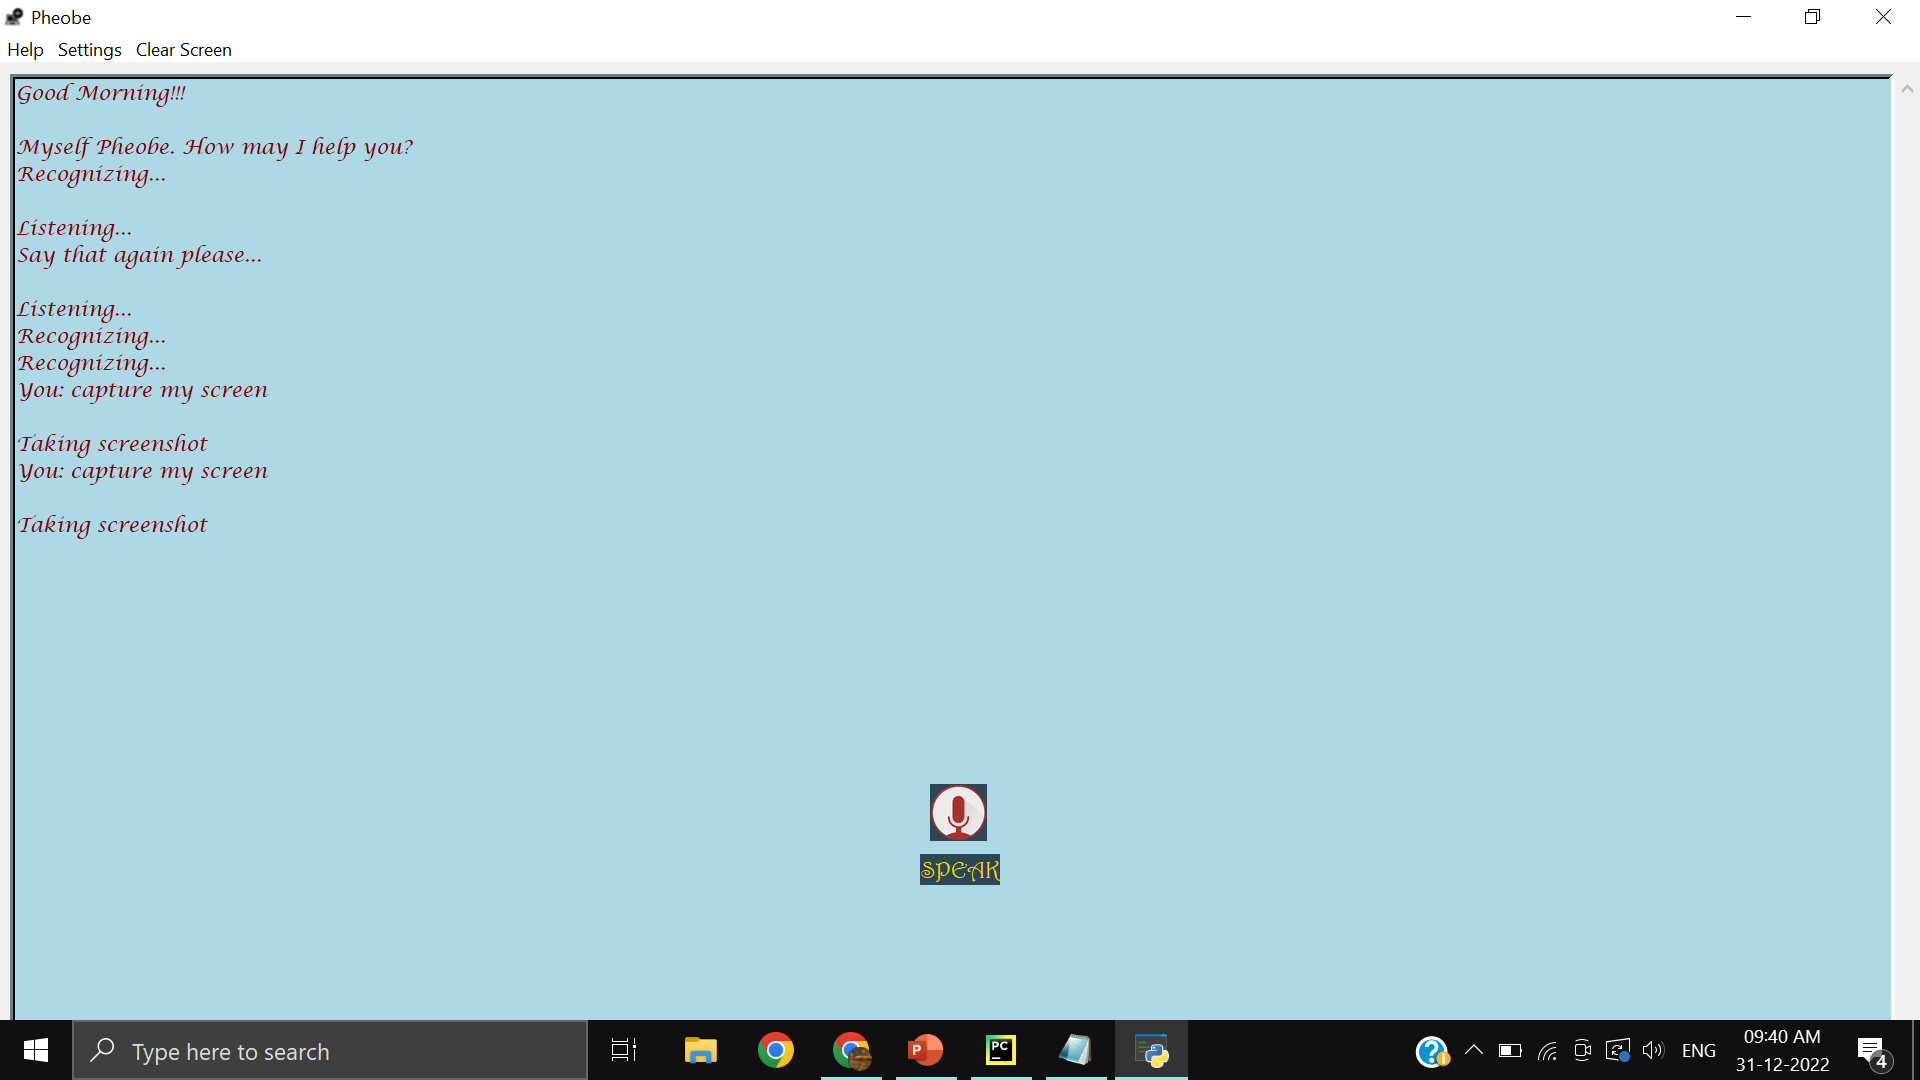 Pheobe
Help Settings Clear Screen
Good Morning!!!
Myself Pheobe. How may I help you?
Recognizing...
Listening...
Say that again please...
Listening...
Recognizing...
Recognizing...
You: capture my screen
Taking screenshot
You: capture my screen
Taking screenshot
SPEAK
Type here to search
P
PC
ENG
09:40 AM
31-12-2022
4